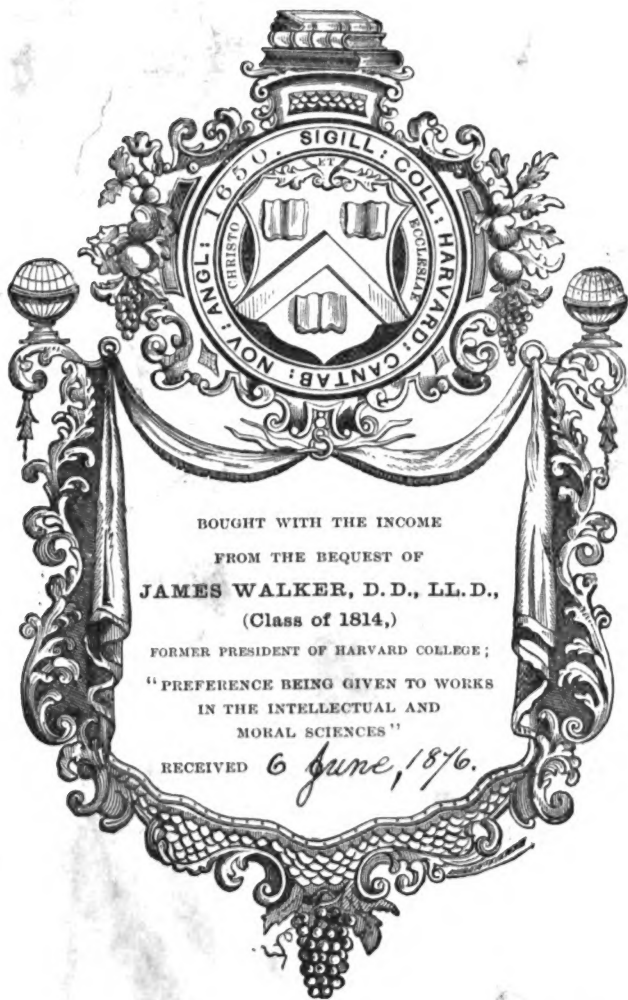 SIGILL: COLL: HARVARD: CANTAB: NOV: ANGL: 1650.
CHRISTO
ET
ECCLESIAE
BOUGHT WITH THE INCOME
FROM THE BEQUEST OF
JAMES WALKER, D.D., LL.D.,
(Class of 1814,)
FORMER PRESIDENT OF HARVARD COLLEGE;
"PREFERENCE BEING GIVEN TO WORKS
IN THE INTELLECTUAL AND
MORAL SCIENCES"
RECEIVED 6 June, 1876.